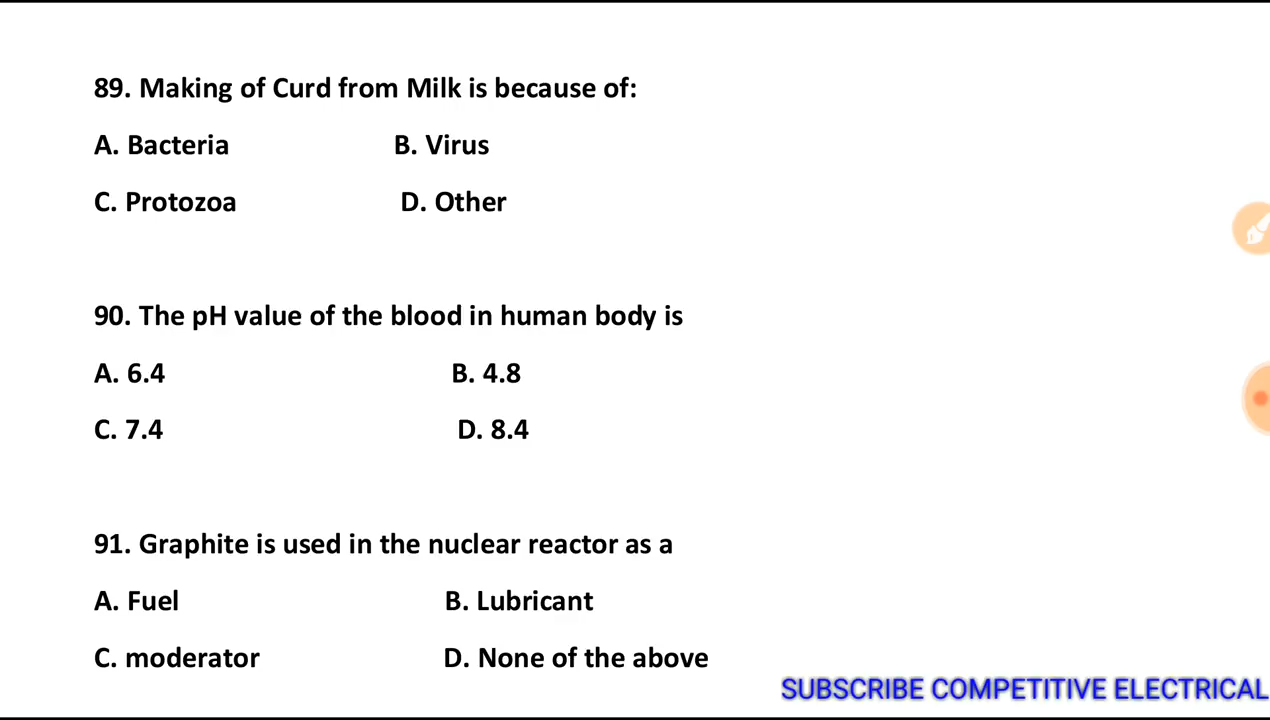 89. Making of Curd from Milk is because of:
A. Bacteria B. Virus
C. Protozoa D. Other
90. The pH value of the blood in human body is
A. 6.4 B. 4.8
C. 7.4 D. 8.4
91. Graphite is used in the nuclear reactor as a
A. Fuel B. Lubricant
C. moderator D. None of the above
SUBSCRIBE COMPETITIVE ELECTRICAL